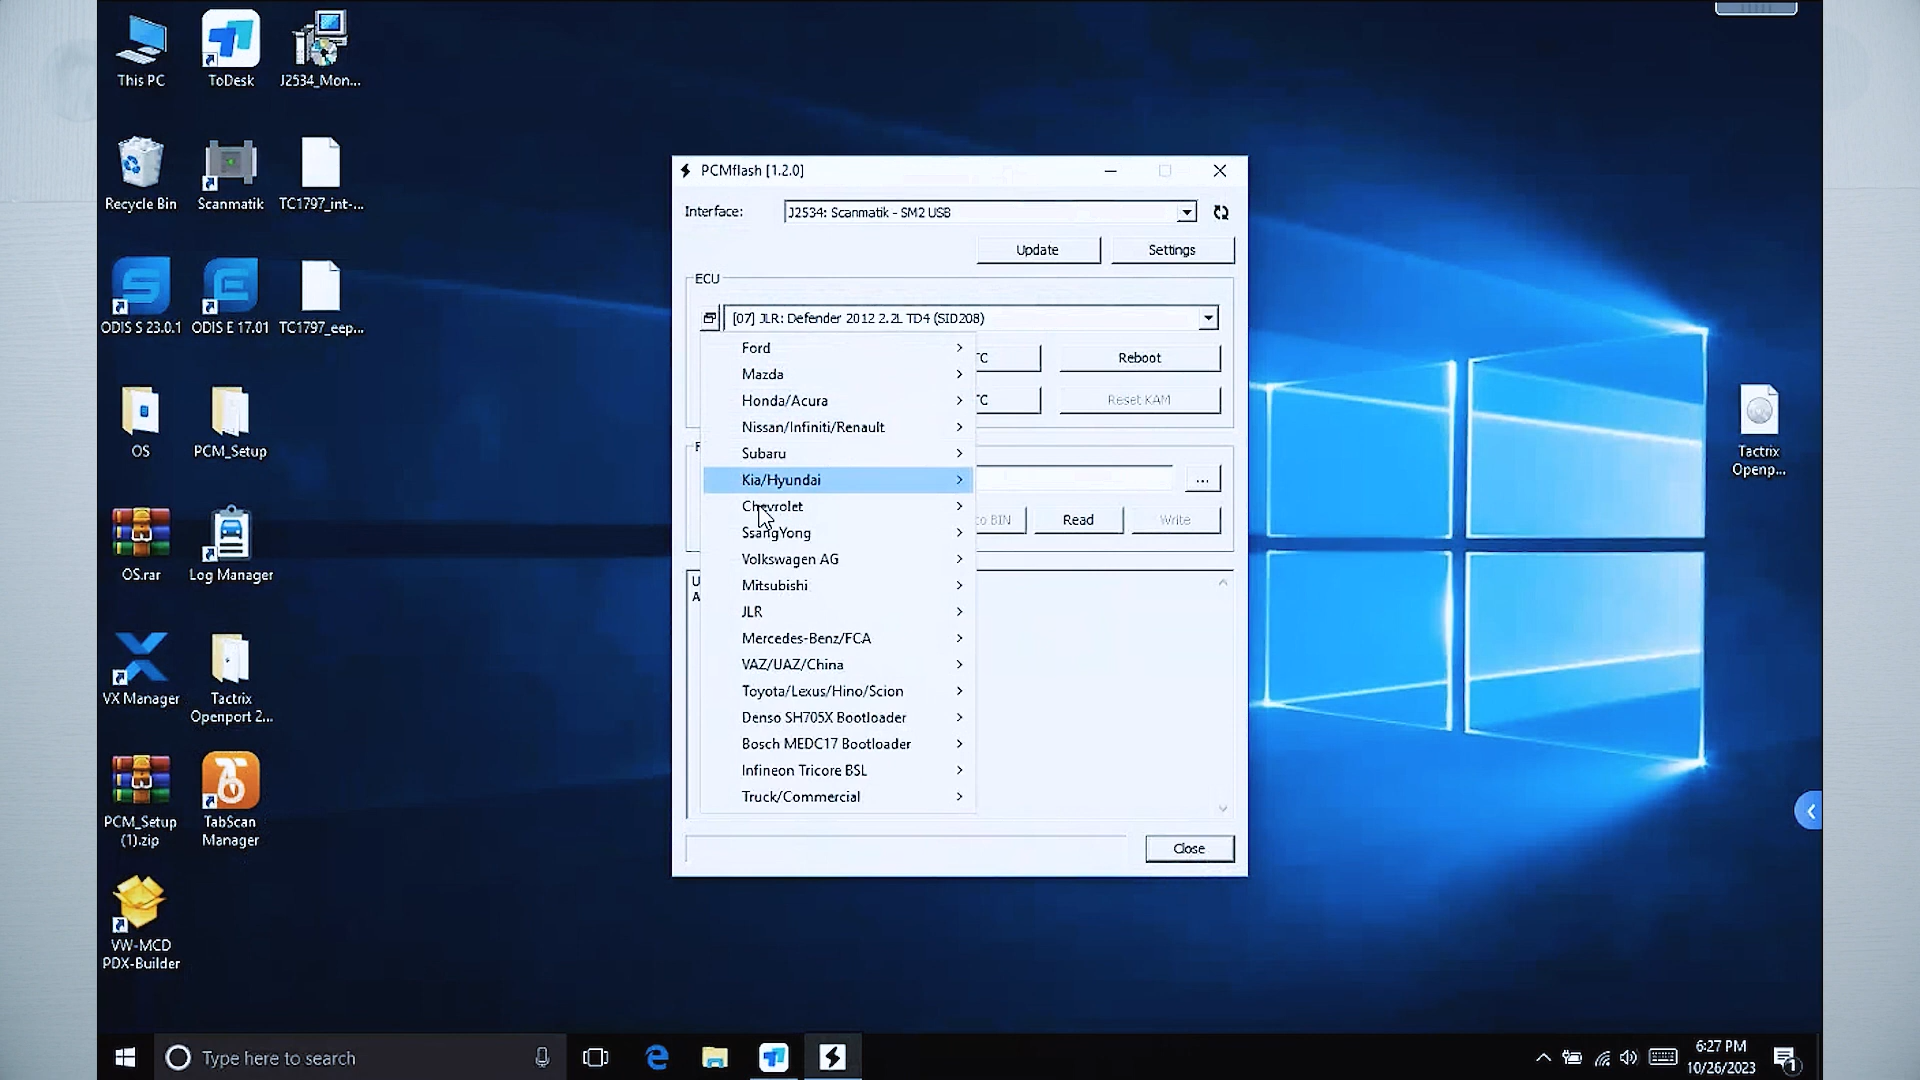 This PC
ToDesk
J2534_Mon...
Recycle Bin
Scanmatik
TC1797_int-...
ODIS S 23.0.1
ODIS E 17.01
TC1797_eep...
OS
PCM_Setup
OS.rar
Log Manager
VX Manager
Tactrix
Openport 2...
PCM_Setup
(1).zip
TabScan
Manager
VW-MCD
PDX-Builder
Tactrix
Openp...
PCMflash [1.2.0]
Interface:
J2534: Scanmatik - SM2 USB
Update
Settings
ECU
[07] JLR: Defender 2012 2.2L TD4 (SID208)
Ford
Mazda
Honda/Acura
Nissan/Infiniti/Renault
Subaru
Kia/Hyundai
Chevrolet
SsangYong
Volkswagen AG
Mitsubishi
JLR
Mercedes-Benz/FCA
VAZ/UAZ/China
Toyota/Lexus/Hino/Scion
Denso SH705X Bootloader
Bosch MEDC17 Bootloader
Infineon Tricore BSL
Truck/Commercial
TC
Reboot
TC
Reset KAM
...
to BIN
Read
Write
U
A
Close
Type here to search
6:27 PM
10/26/2023
1